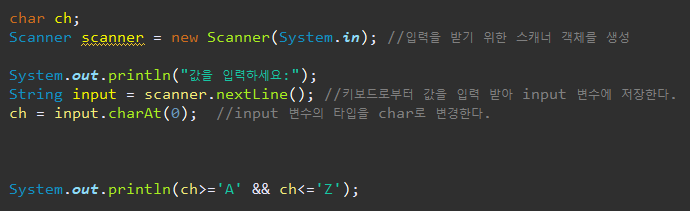 char ch;
Scanner scanner = new Scanner(System.in); //입력을 받기 위한 스캐너 객체를 생성
System.out.println("값을 입력하세요:");
String input = scanner.nextLine(); //키보드로부터 값을 입력 받아 input 변수에 저장한다.
ch = input.charAt(0);  //input 변수의 타입을 char로 변경한다.
System.out.println(ch>='A' && ch<='Z');